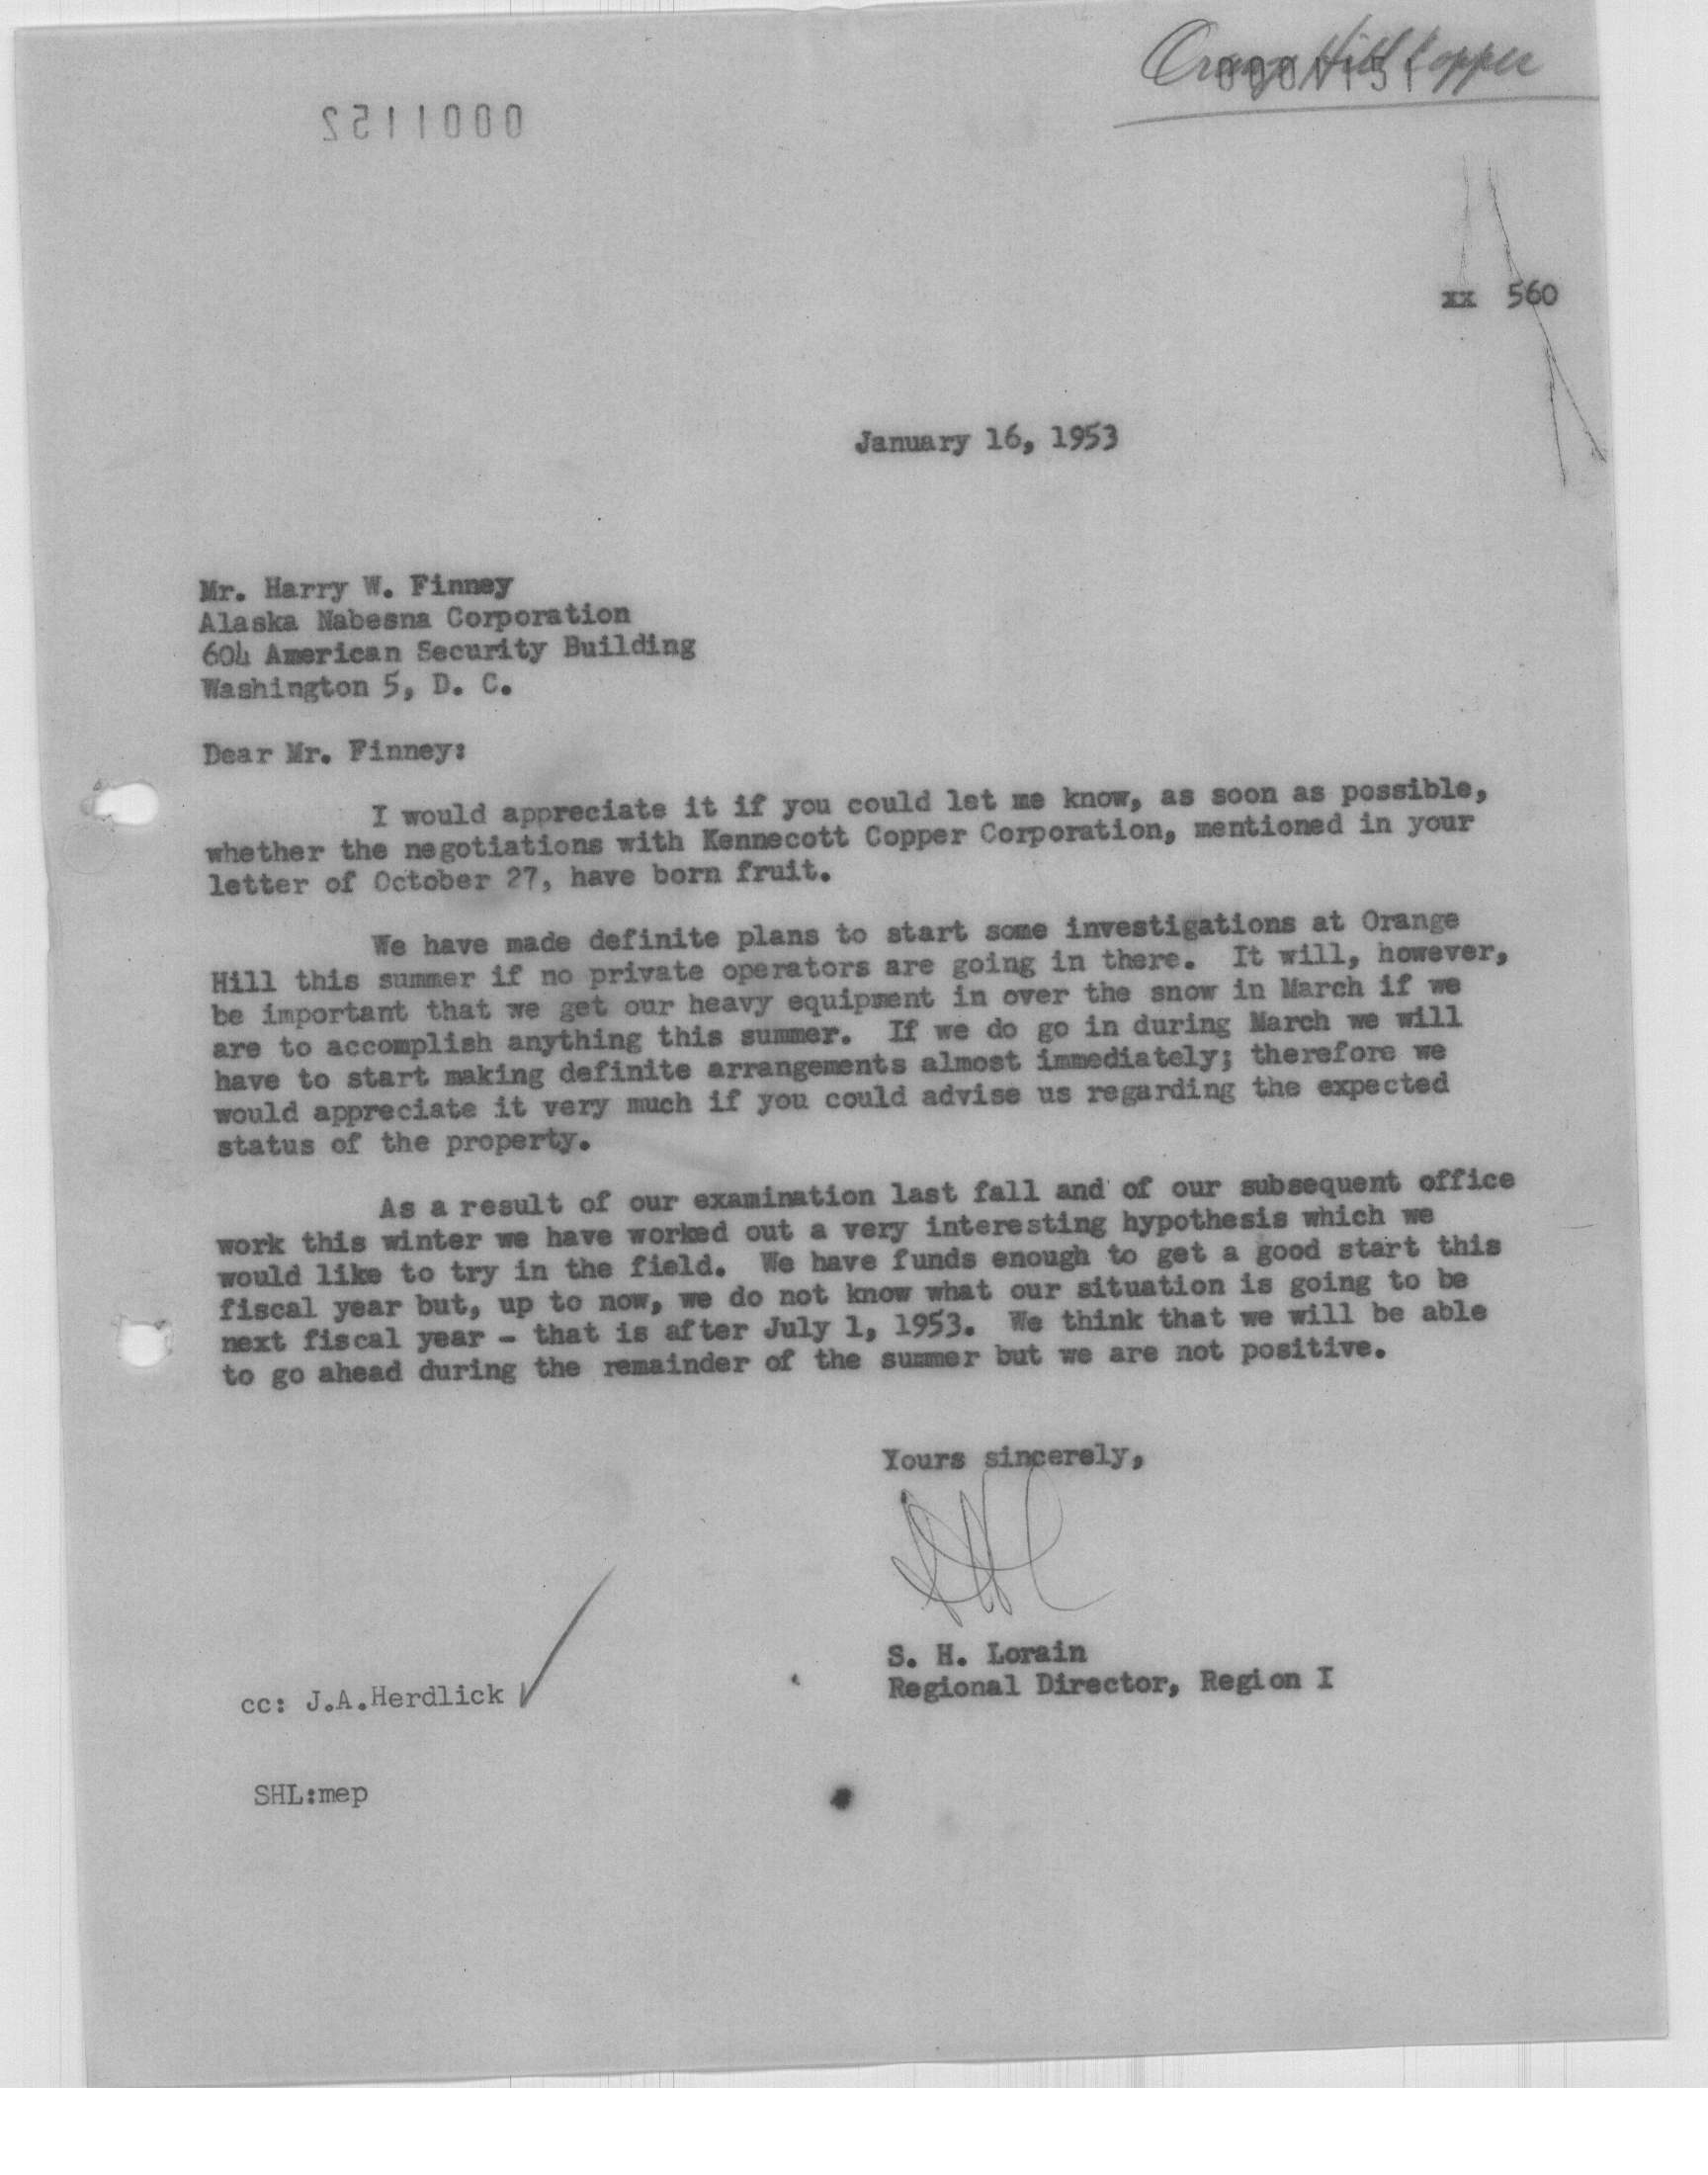 Orange Hill Copper
0001151
0001152
xx 560
January 16, 1953
Mr. Harry W. Finney
Alaska Nabesna Corporation
604 American Security Building
Washington 5, D. C.
Dear Mr. Finney:
I would appreciate it if you could let me know, as soon as possible,
whether the negotiations with Kennecott Copper Corporation, mentioned in your
letter of October 27, have born fruit.
We have made definite plans to start some investigations at Orange
Hill this summer if no private operators are going in there. It will, however,
be important that we get our heavy equipment in over the snow in March if we
are to accomplish anything this summer. If we do go in during March we will
have to start making definite arrangements almost immediately; therefore we
would appreciate it very much if you could advise us regarding the expected
status of the property.
As a result of our examination last fall and of our subsequent office
work this winter we have worked out a very interesting hypothesis which we
would like to try in the field. We have funds enough to get a good start this
fiscal year but, up to now, we do not know what our situation is going to be
next fiscal year - that is after July 1, 1953. We think that we will be able
to go ahead during the remainder of the summer but we are not positive.
Yours sincerely,
SHL
S. H. Lorain
Regional Director, Region I
cc: J.A.Herdlick
SHL:mep